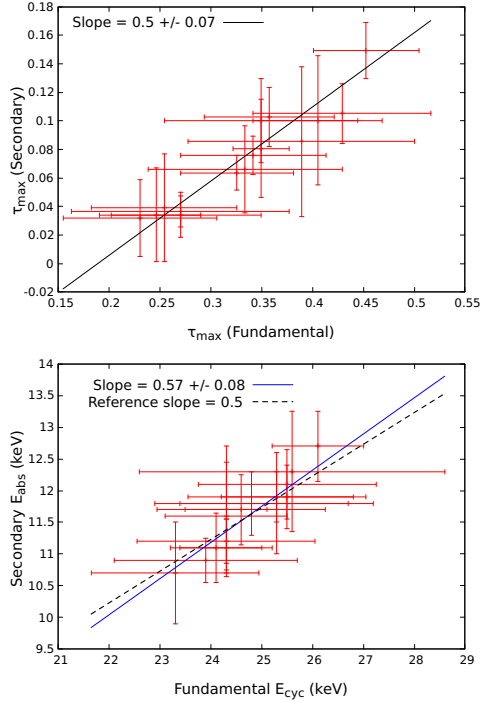 Slope = 0.5 +/- 0.07
0.18
0.16
0.14
0.12
0.1
0.08
0.06
0.04
0.02
0
-0.02
τmax (Secondary)
0.15 0.2 0.25 0.3 0.35 0.4 0.45 0.5 0.55
τmax (Fundamental)
Slope = 0.57 +/- 0.08
Reference slope = 0.5
14
13.5
13
12.5
12
11.5
11
10.5
10
9.5
Secondary Eabs (keV)
21 22 23 24 25 26 27 28 29
Fundamental Ecyc (keV)